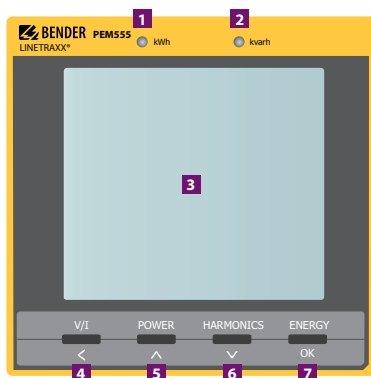 1 2
BENDER PEM555 kWh kvarh
LINETRAXX®
3
V/I POWER HARMONICS ENERGY
< ∧ ∨ OK
4 5 6 7